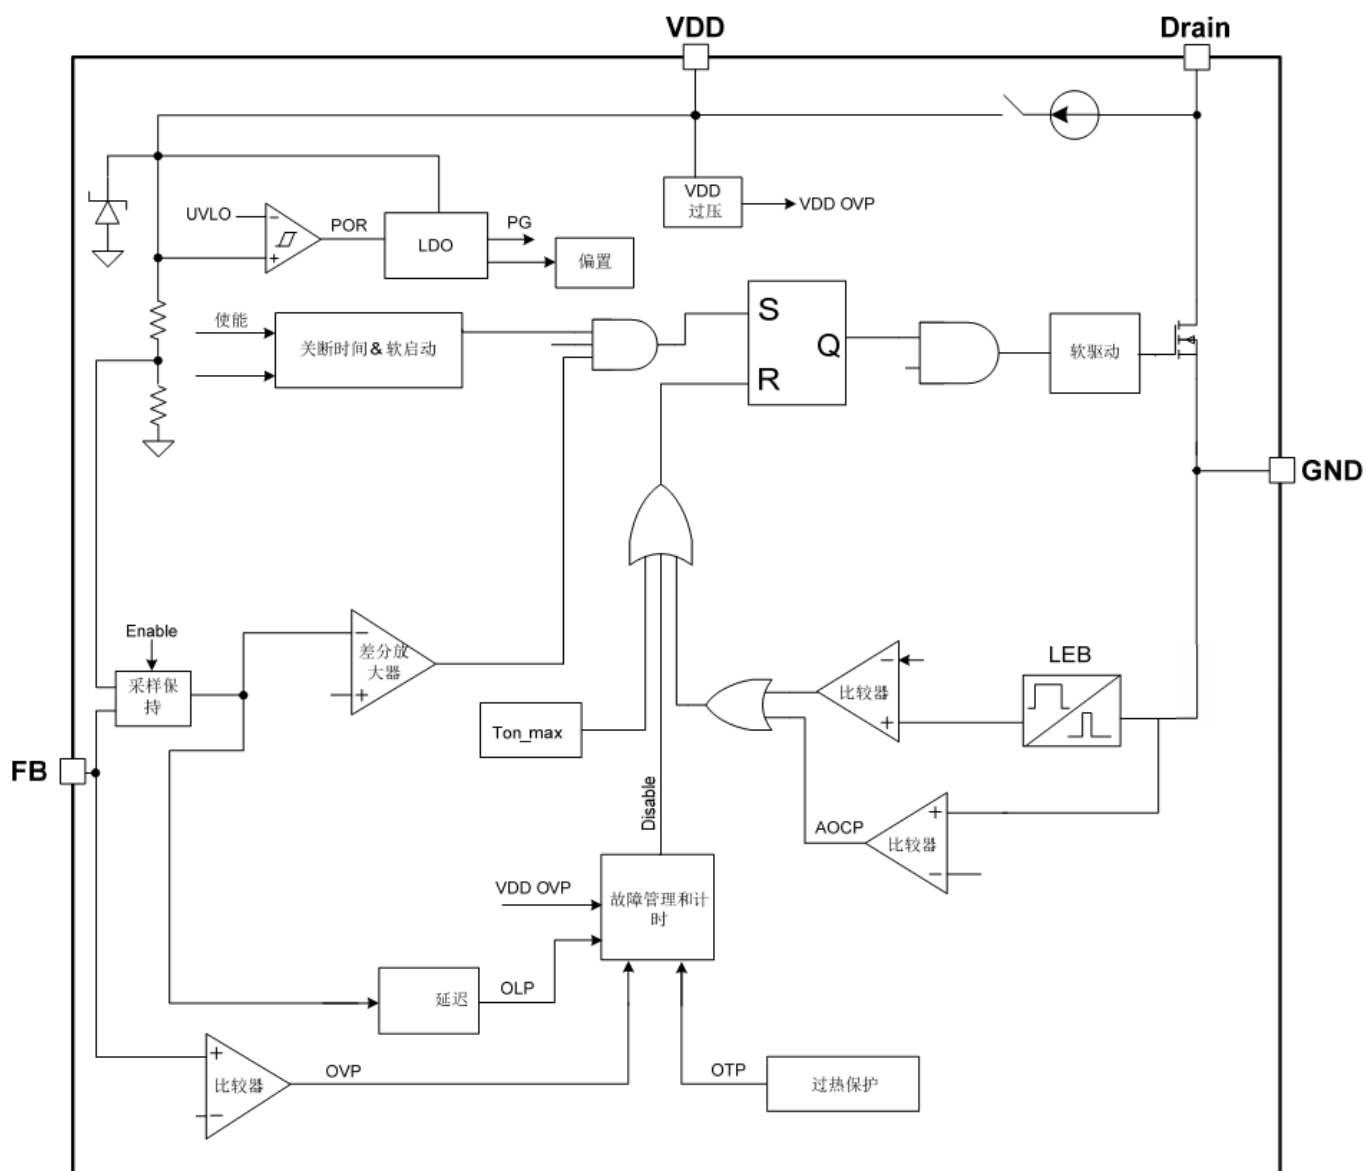 VDD
Drain
VDD
过压
VDD OVP
UVLO
−
+
POR
LDO
PG
偏置
使能
关断时间&软启动
S
R
Q
软驱动
GND
Enable
采样保
持
−
差分放
大器
+
Ton_max
−
比较器
+
LEB
FB
Disable
AOCP
+
比较器
−
VDD OVP
故障管理和计
时
延迟
OLP
+
比较器
−
OVP
OTP
过热保护